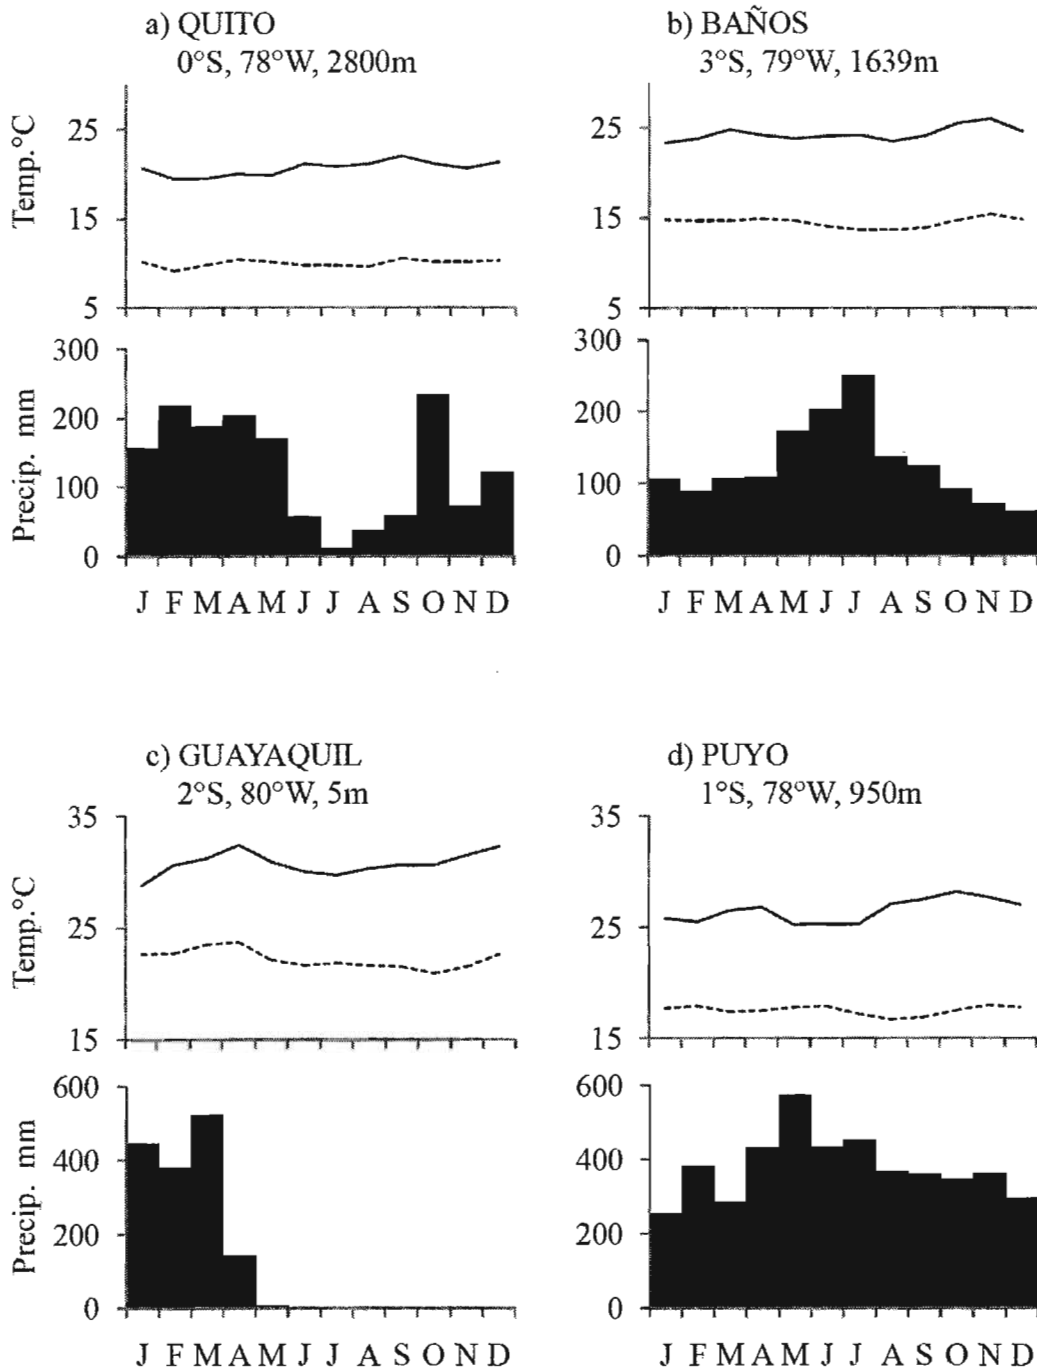 a) QUITO
0°S, 78°W, 2800m
Temp.°C
25
15
5
Precip. mm
300
200
100
0
J F M A M J J A S O N D
b) BAÑOS
3°S, 79°W, 1639m
25
15
5
300
200
100
0
J F M A M J J A S O N D
c) GUAYAQUIL
2°S, 80°W, 5m
Temp.°C
35
25
15
Precip. mm
600
400
200
0
J F M A M J J A S O N D
d) PUYO
1°S, 78°W, 950m
35
25
15
600
400
200
0
J F M A M J J A S O N D